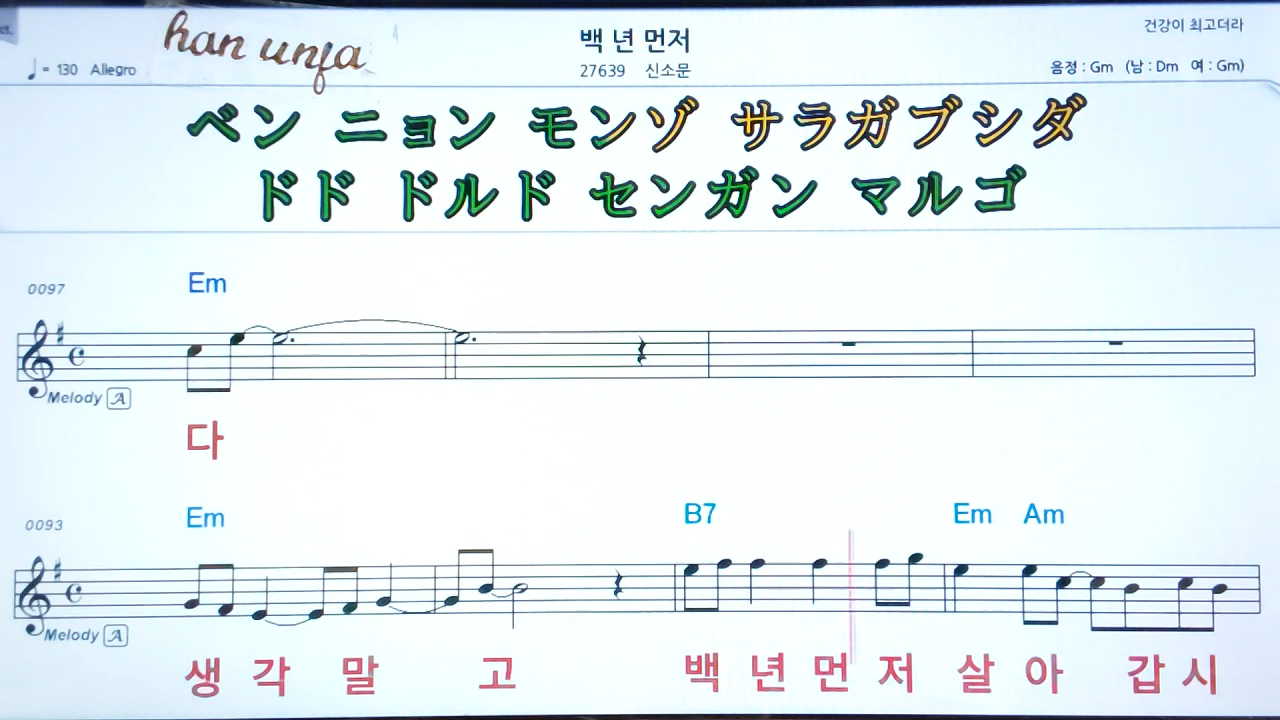 ct.
han unfa
백 년 먼저
건강이 최고더라
♩= 130 Allegro
27639 신소문
음정 : Gm (남 : Dm 여 : Gm)
ベン ニョン モンゾ サラガブシダ
ドド ドルド センガン マルゴ
0097
Em
Melody A
다
0093
Em B7 Em Am
Melody A
생 각 말 고 백 년 먼 저 살 아 갑 시